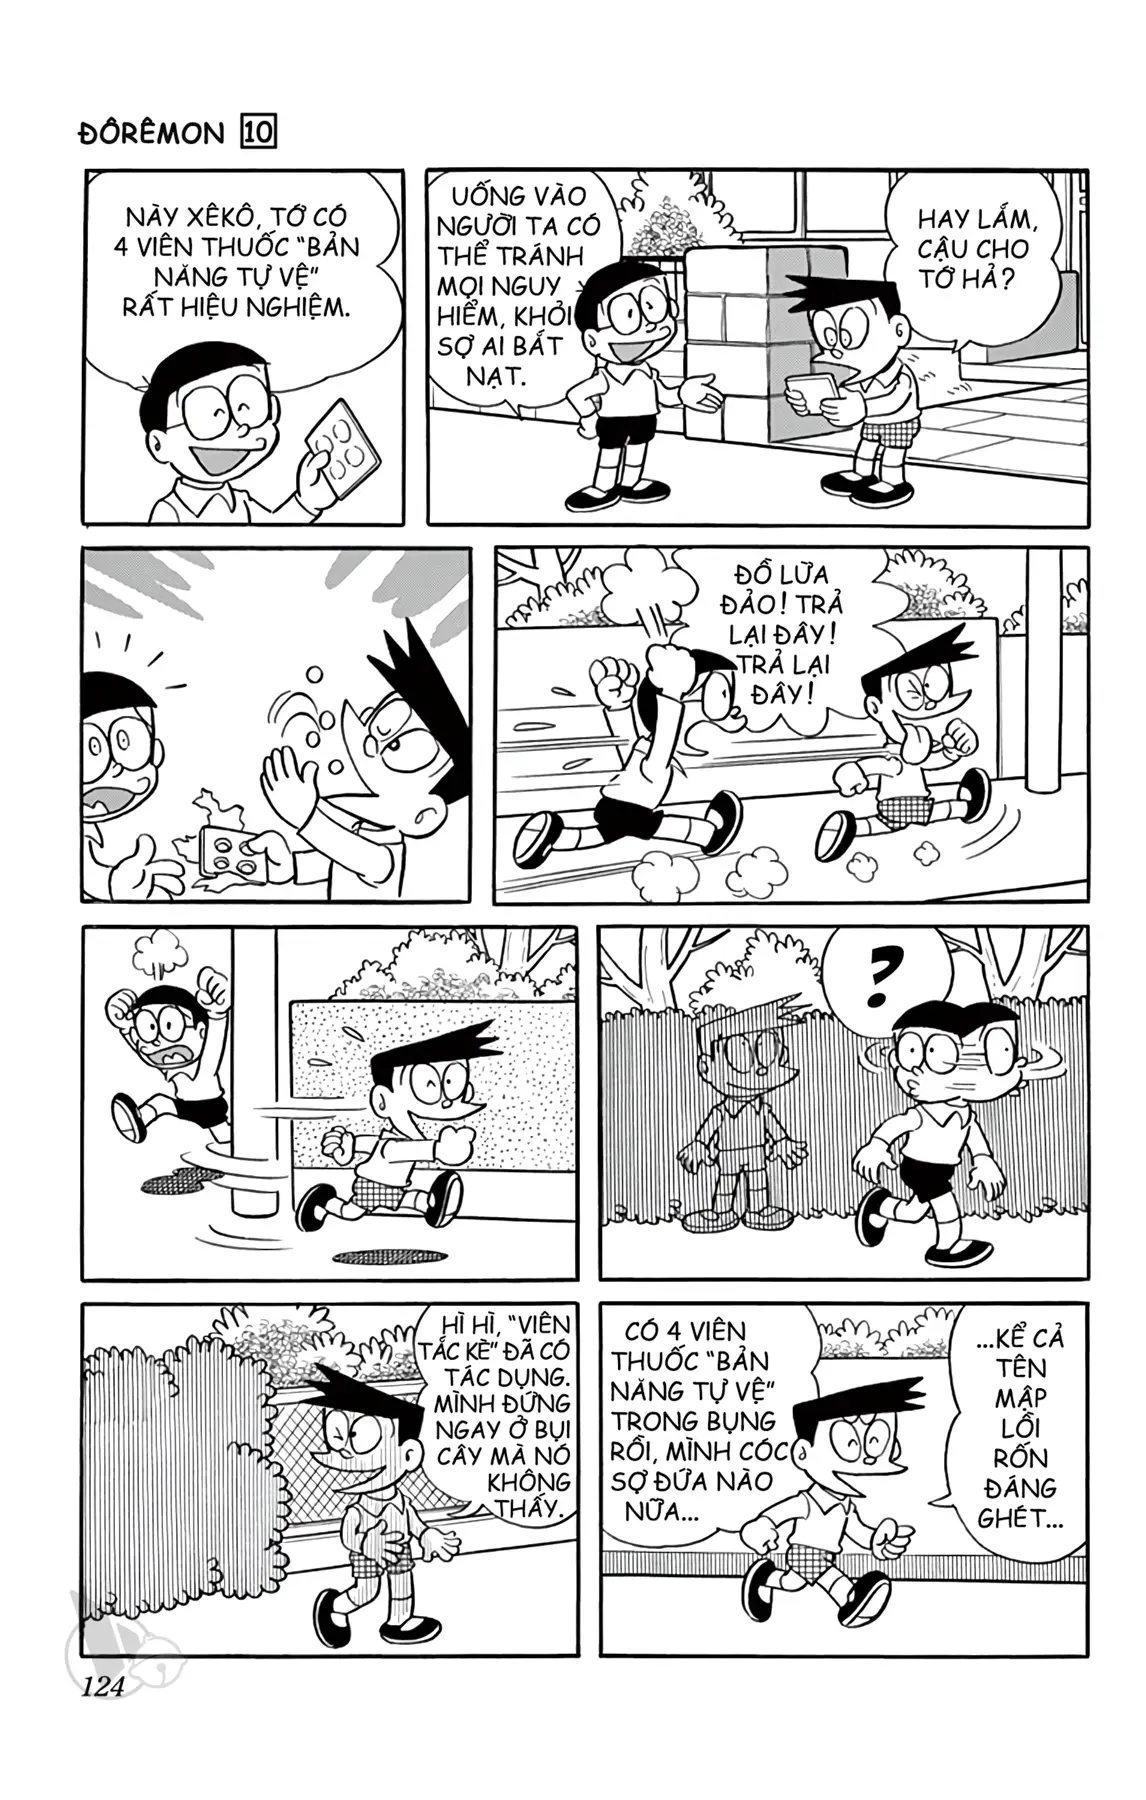 ĐÔRÊMON 10
NÀY XÊKÔ, TỚ CÓ
4 VIÊN THUỐC "BẢN
NĂNG TỰ VỆ"
RẤT HIỆU NGHIỆM.
UỐNG VÀO
NGƯỜI TA CÓ
THỂ TRÁNH
MỌI NGUY
HIỂM, KHỎI
SỢ AI BẮT
NẠT.
HAY LẮM,
CẬU CHO
TỚ HẢ?
ĐỒ LỪA
ĐẢO! TRẢ
LẠI ĐÂY!
TRẢ LẠI
ĐÂY!
?
HÌ HÌ, "VIÊN
TẮC KÈ" ĐÃ CÓ
TÁC DỤNG.
MÌNH ĐỨNG
NGAY Ở BỤI
CÂY MÀ NÓ
KHÔNG
THẤY.
CÓ 4 VIÊN
THUỐC "BẢN
NĂNG TỰ VỆ"
TRONG BỤNG
RỒI, MÌNH CÓC
SỢ ĐỨA NÀO
NỮA...
...KỂ CẢ
TÊN
MẬP
LỒI
RỐN
ĐÁNG
GHÉT...
124